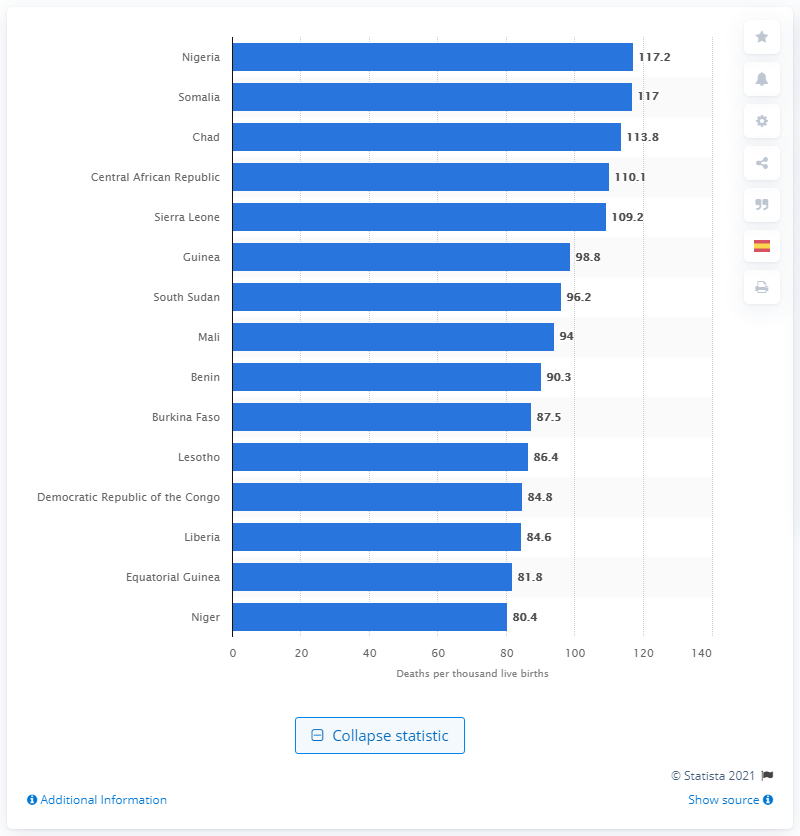 Nigeria 117.2
Somalia 117
Chad 113.8
Central African Republic 110.1
Sierra Leone 109.2
Guinea 98.8
South Sudan 96.2
Mali 94
Benin 90.3
Burkina Faso 87.5
Lesotho 86.4
Democratic Republic of the Congo 84.8
Liberia 84.6
Equatorial Guinea 81.8
Niger 80.4
0 20 40 60 80 100 120 140
Deaths per thousand live births
Collapse statistic
© Statista 2021
Additional Information Show source